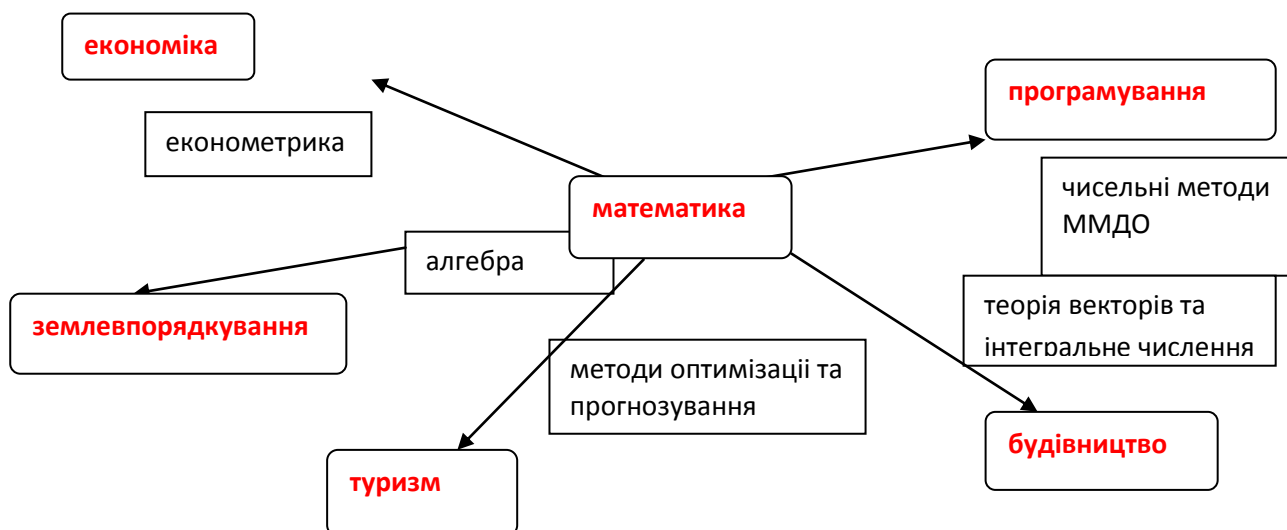 економіка
програмування
економетрика
чисельні методи
ММДО
математика
алгебра
теорія векторів та
інтегральне числення
землевпорядкування
методи оптимізаціі та
прогнозування
будівництво
туризм